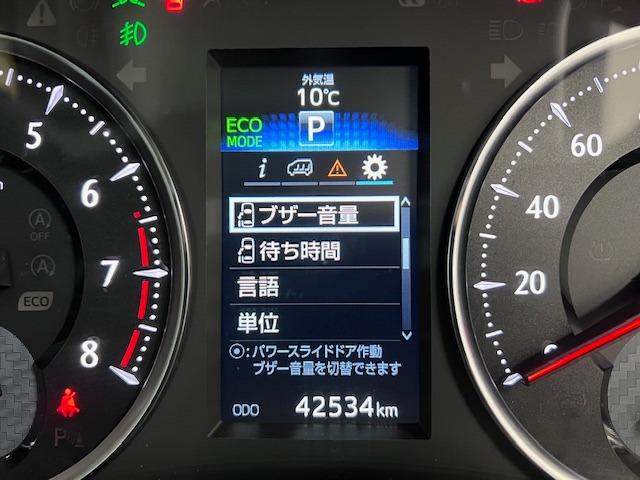 外気温
10℃
ECO
MODE
P
i
ブザー音量
待ち時間
言語
単位
◉:パワースライドドア作動
ブザー音量を切替できます
ODO 42534km
5
6
7
8
A
OFF
A
ECO
P
60
40
20
0